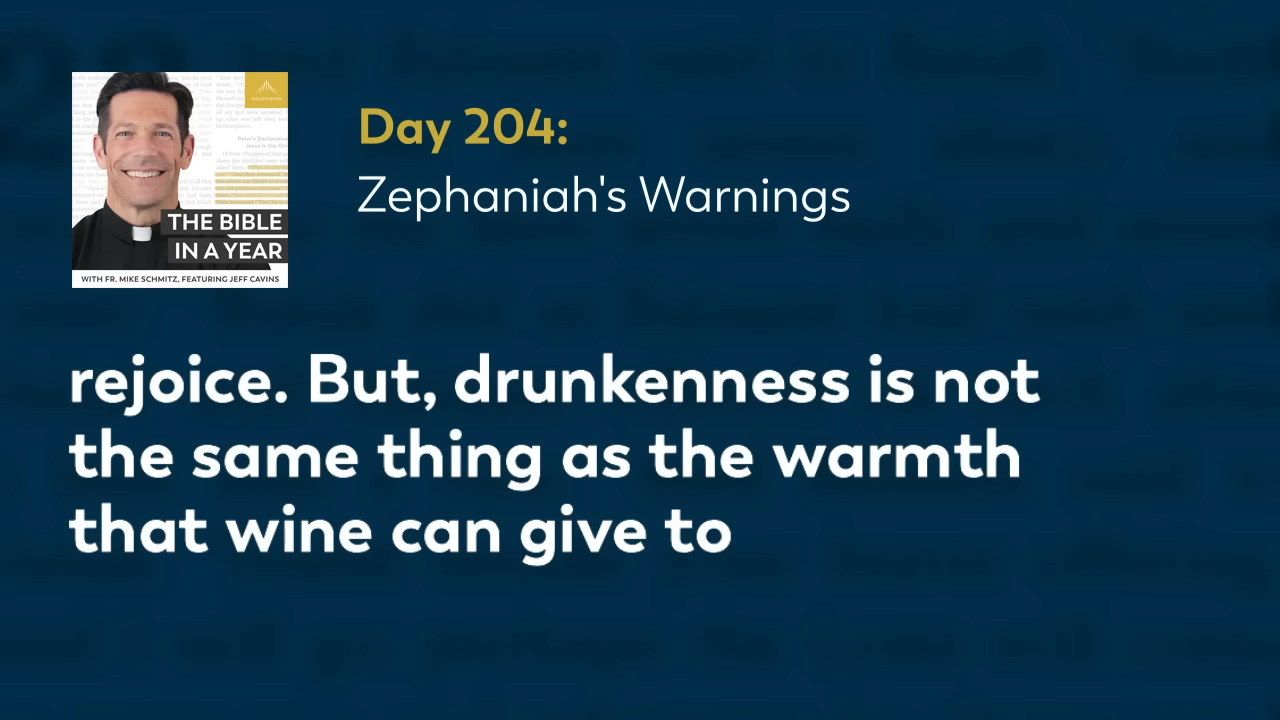 Day 204:
Zephaniah's Warnings
ASCENSION
THE BIBLE
IN A YEAR
WITH FR. MIKE SCHMITZ, FEATURING JEFF CAVINS
rejoice. But, drunkenness is not
the same thing as the warmth
that wine can give to